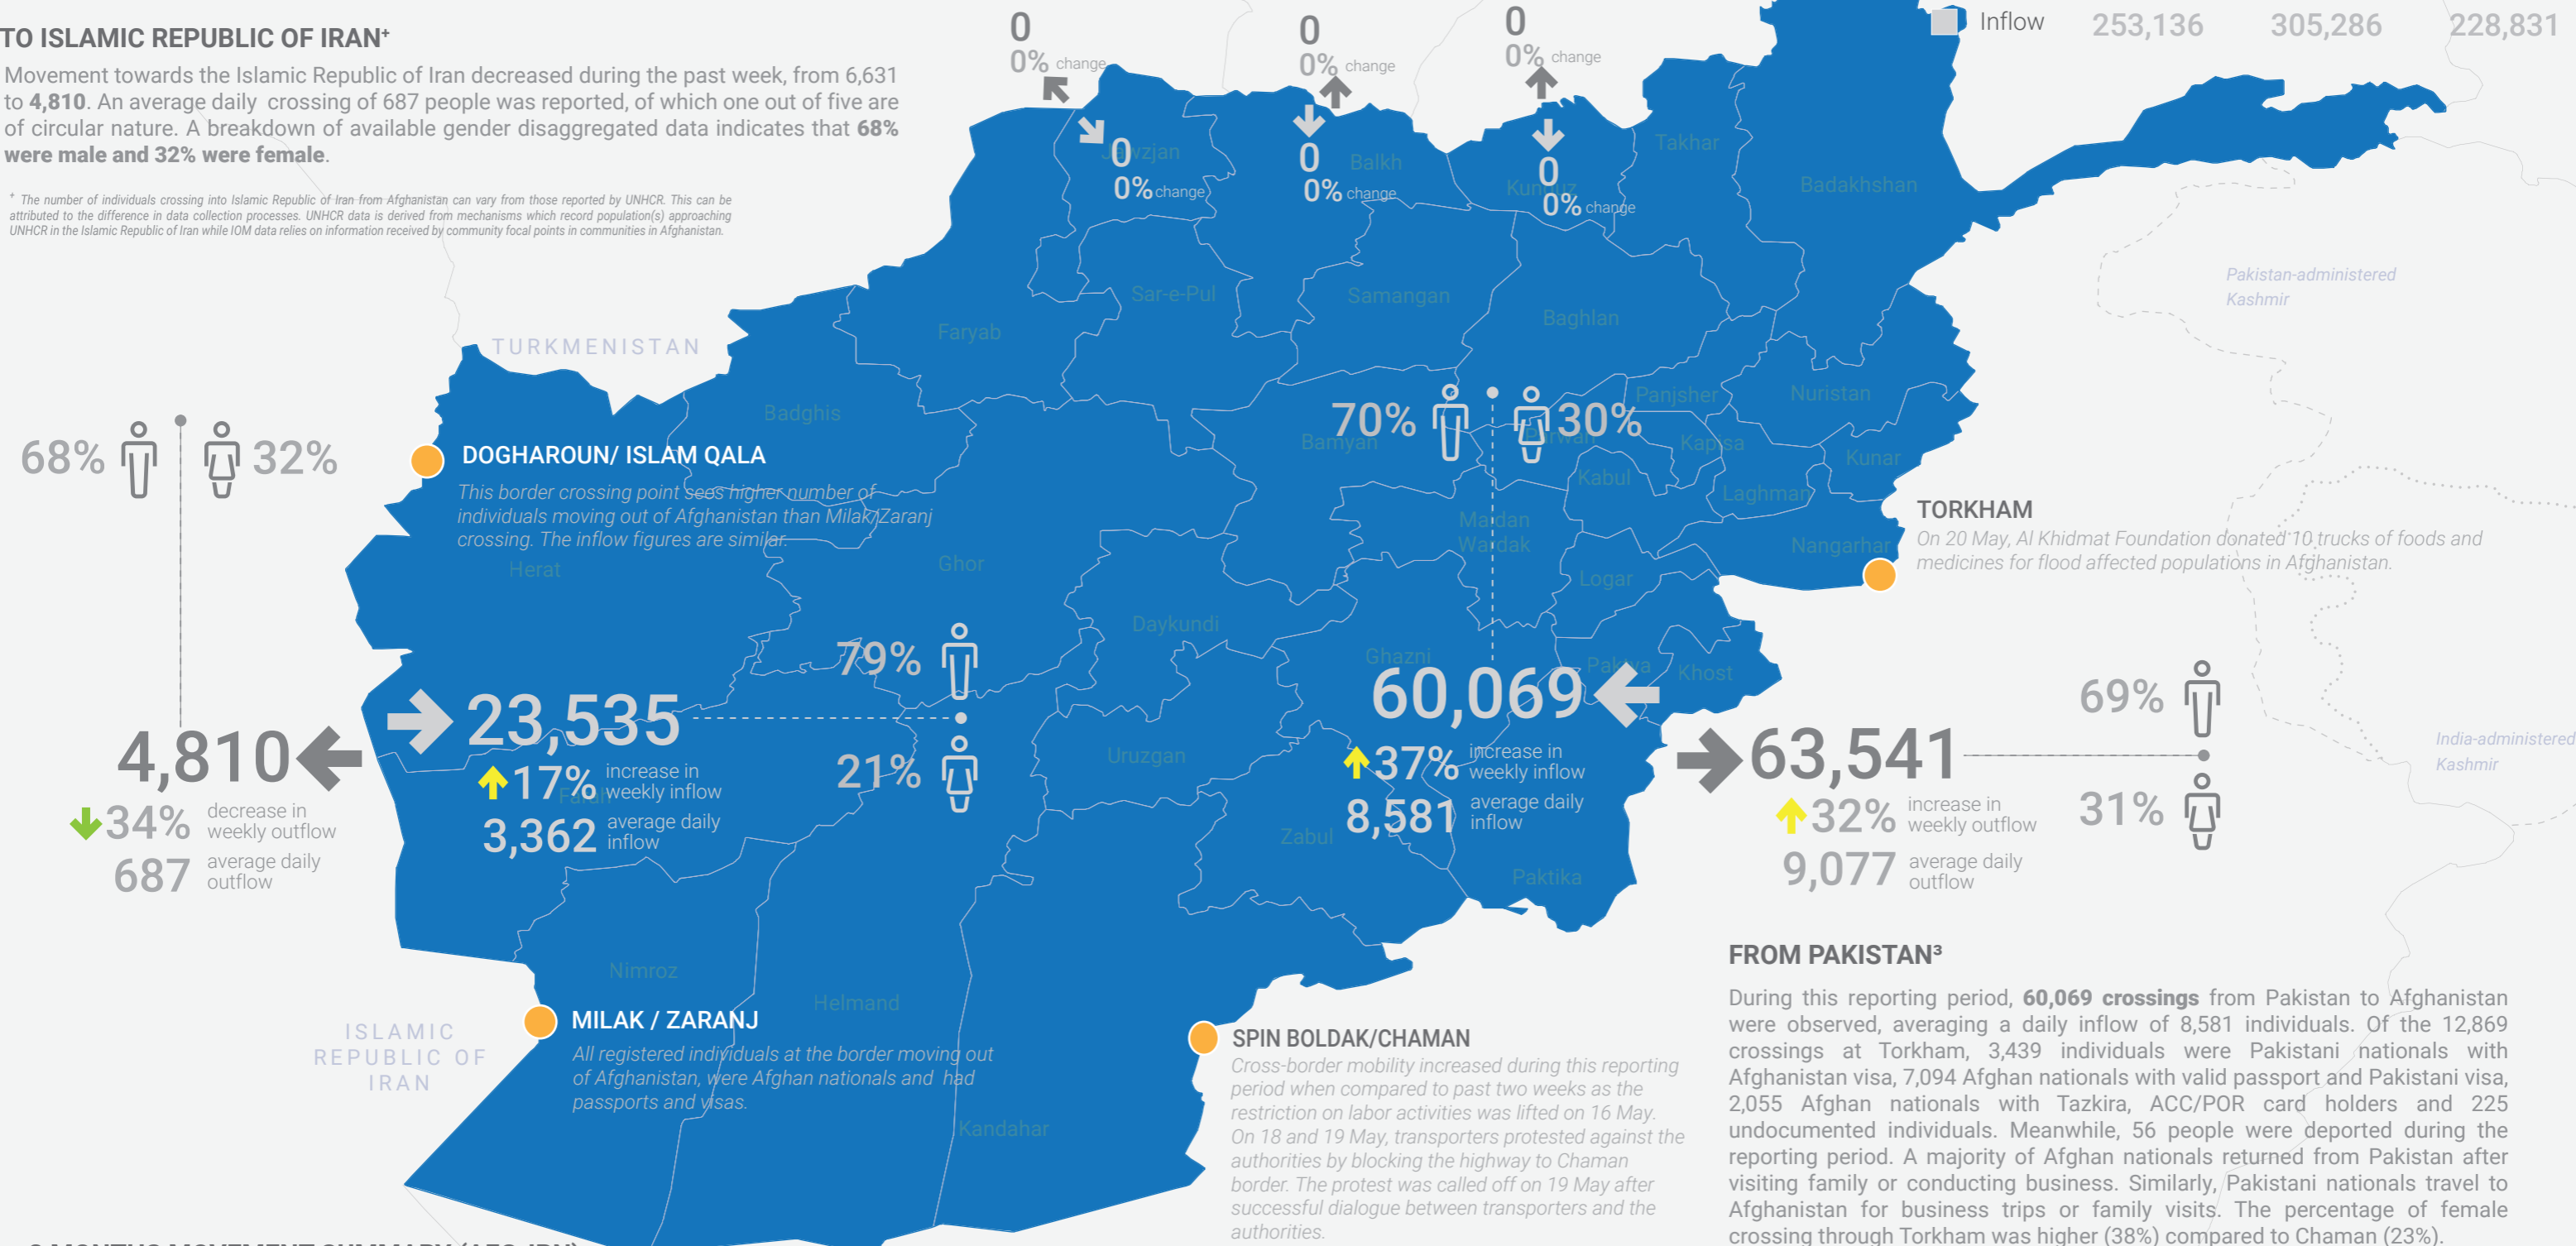 TO ISLAMIC REPUBLIC OF IRAN⁺
Movement towards the Islamic Republic of Iran decreased during the past week, from 6,631
to 4,810. An average daily crossing of 687 people was reported, of which one out of five are
of circular nature. A breakdown of available gender disaggregated data indicates that 68%
were male and 32% were female.
⁺ The number of individuals crossing into Islamic Republic of Iran from Afghanistan can vary from those reported by UNHCR. This can be
attributed to the difference in data collection processes. UNHCR data is derived from mechanisms which record population(s) approaching
UNHCR in the Islamic Republic of Iran while IOM data relies on information received by community focal points in communities in Afghanistan.
0
0% change
0
0% change
0
0% change
0
0% change
0
0% change
0
0% change
Inflow 253,136 305,286 228,831
Jawzjan
Balkh
Kunduz
Takhar
Badakhshan
Pakistan-administered
Kashmir
Sar-e-Pul
Samangan
Baghlan
Faryab
TURKMENISTAN
Badghis
Panjsher
Nuristan
68% 32%
70% 30%
Bamyan
Parwan
Kapisa
Kunar
Kabul
Laghman
DOGHAROUN/ ISLAM QALA
This border crossing point sees higher number of
individuals moving out of Afghanistan than Milak/Zaranj
crossing. The inflow figures are similar.
Maidan
Wardak
TORKHAM
On 20 May, Al Khidmat Foundation donated 10 trucks of foods and
medicines for flood affected populations in Afghanistan.
Nangarhar
Herat
Ghor
Logar
Daykundi
Ghazni
Paktya
Khost
79%
21%
23,535
17% increase in
weekly inflow
Farah
3,362 average daily
inflow
4,810
34% decrease in
weekly outflow
687 average daily
outflow
60,069
37% increase in
weekly inflow
8,581 average daily
inflow
63,541
32% increase in
weekly outflow
9,077 average daily
outflow
69%
31%
India-administered
Kashmir
Uruzgan
Zabul
Paktika
Nimroz
Helmand
Kandahar
ISLAMIC
REPUBLIC OF
IRAN
MILAK / ZARANJ
All registered individuals at the border moving out
of Afghanistan, were Afghan nationals and had
passports and visas.
SPIN BOLDAK/CHAMAN
Cross-border mobility increased during this reporting
period when compared to past two weeks as the
restriction on labor activities was lifted on 16 May.
On 18 and 19 May, transporters protested against the
authorities by blocking the highway to Chaman
border. The protest was called off on 19 May after
successful dialogue between transporters and the
authorities.
FROM PAKISTAN³
During this reporting period, 60,069 crossings from Pakistan to Afghanistan
were observed, averaging a daily inflow of 8,581 individuals. Of the 12,869
crossings at Torkham, 3,439 individuals were Pakistani nationals with
Afghanistan visa, 7,094 Afghan nationals with valid passport and Pakistani visa,
2,055 Afghan nationals with Tazkira, ACC/POR card holders and 225
undocumented individuals. Meanwhile, 56 people were deported during the
reporting period. A majority of Afghan nationals returned from Pakistan after
visiting family or conducting business. Similarly, Pakistani nationals travel to
Afghanistan for business trips or family visits. The percentage of female
crossing through Torkham was higher (38%) compared to Chaman (23%).